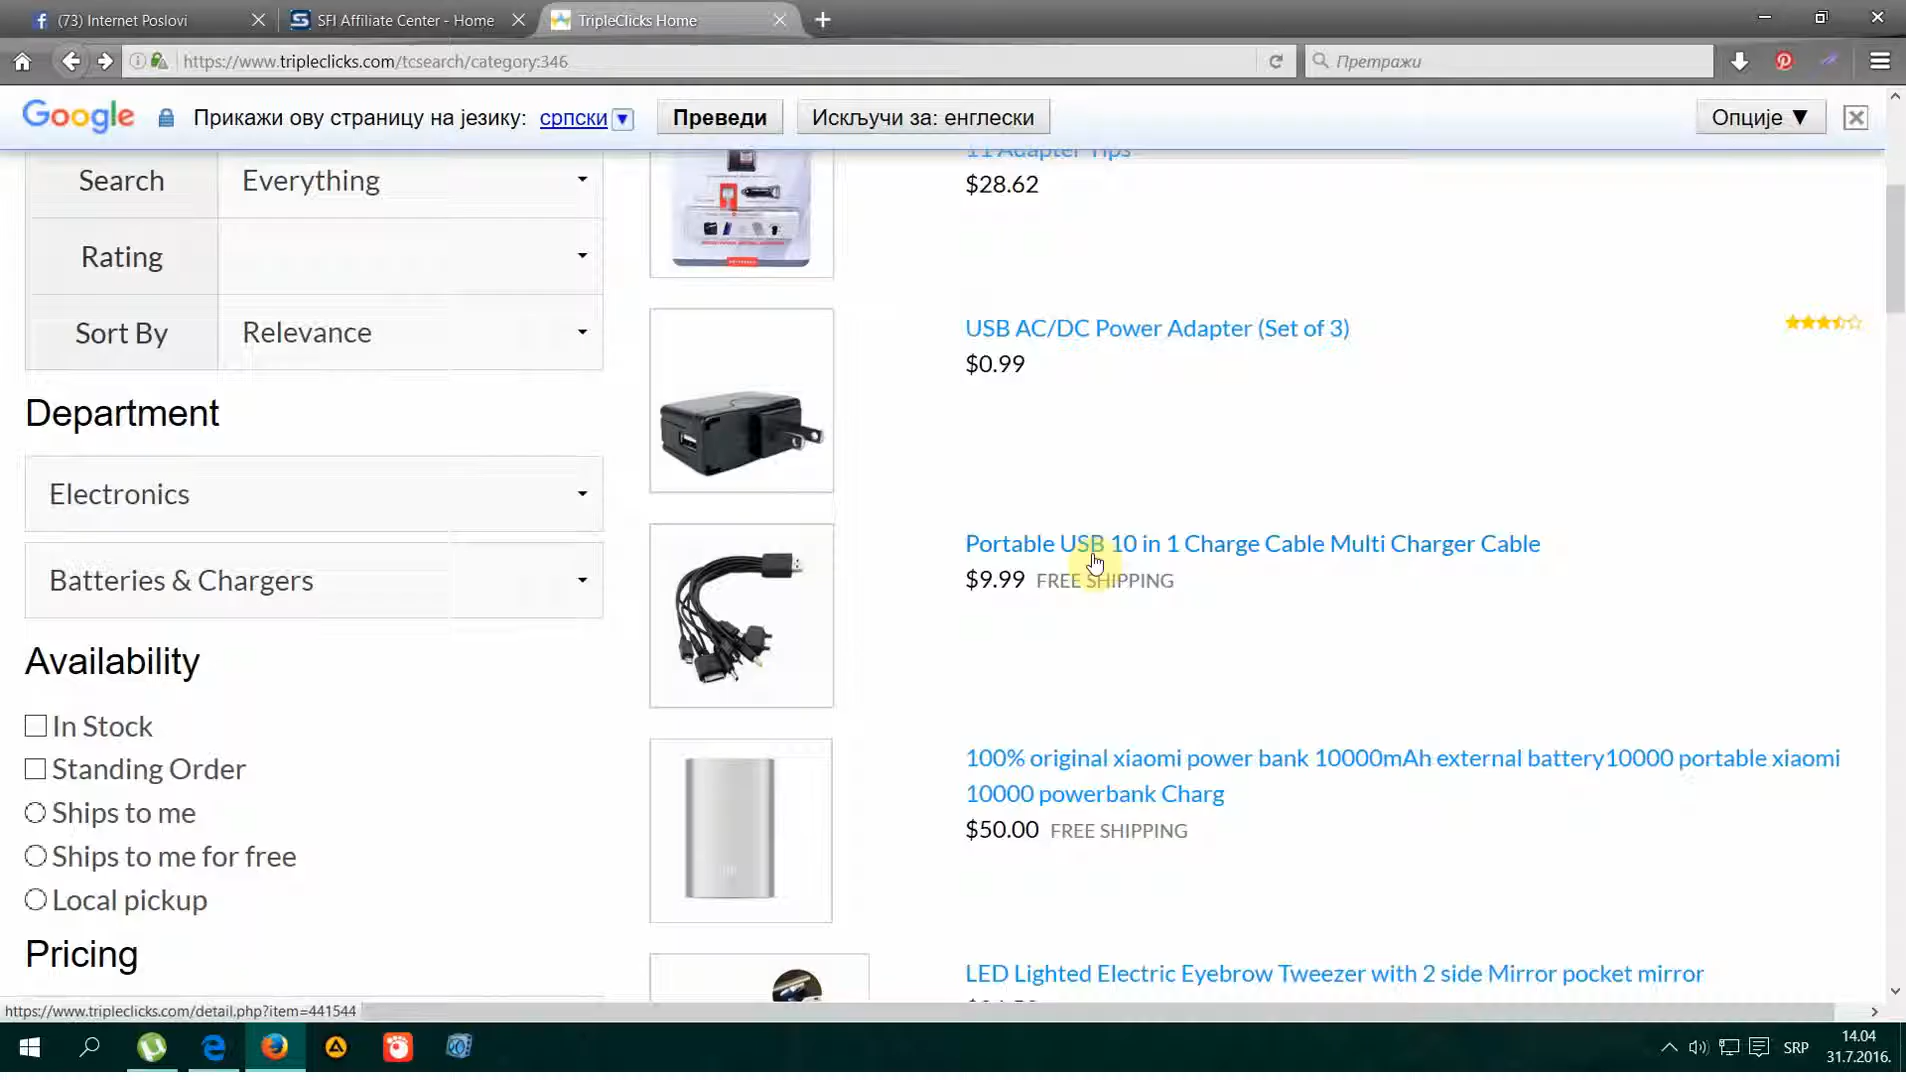 (73) Internet Poslovi
SFI Affiliate Center - Home
TripleClicks Home
https://www.tripleclicks.com/tcsearch/category:346
Претражи
Google
Прикажи ову страницу на језику: српски
Преведи
Искључи за: енглески
Опције ▼
Search
Everything
Rating
Sort By
Relevance
Department
Electronics
Batteries & Chargers
Availability
In Stock
Standing Order
Ships to me
Ships to me for free
Local pickup
Pricing
11 Adapter Tips
$28.62
USB AC/DC Power Adapter (Set of 3)
$0.99
Portable USB 10 in 1 Charge Cable Multi Charger Cable
$9.99 FREE SHIPPING
100% original xiaomi power bank 10000mAh external battery10000 portable xiaomi
10000 powerbank Charg
$50.00 FREE SHIPPING
LED Lighted Electric Eyebrow Tweezer with 2 side Mirror pocket mirror
https://www.tripleclicks.com/detail.php?item=441544
SRP
14.04
31.7.2016.